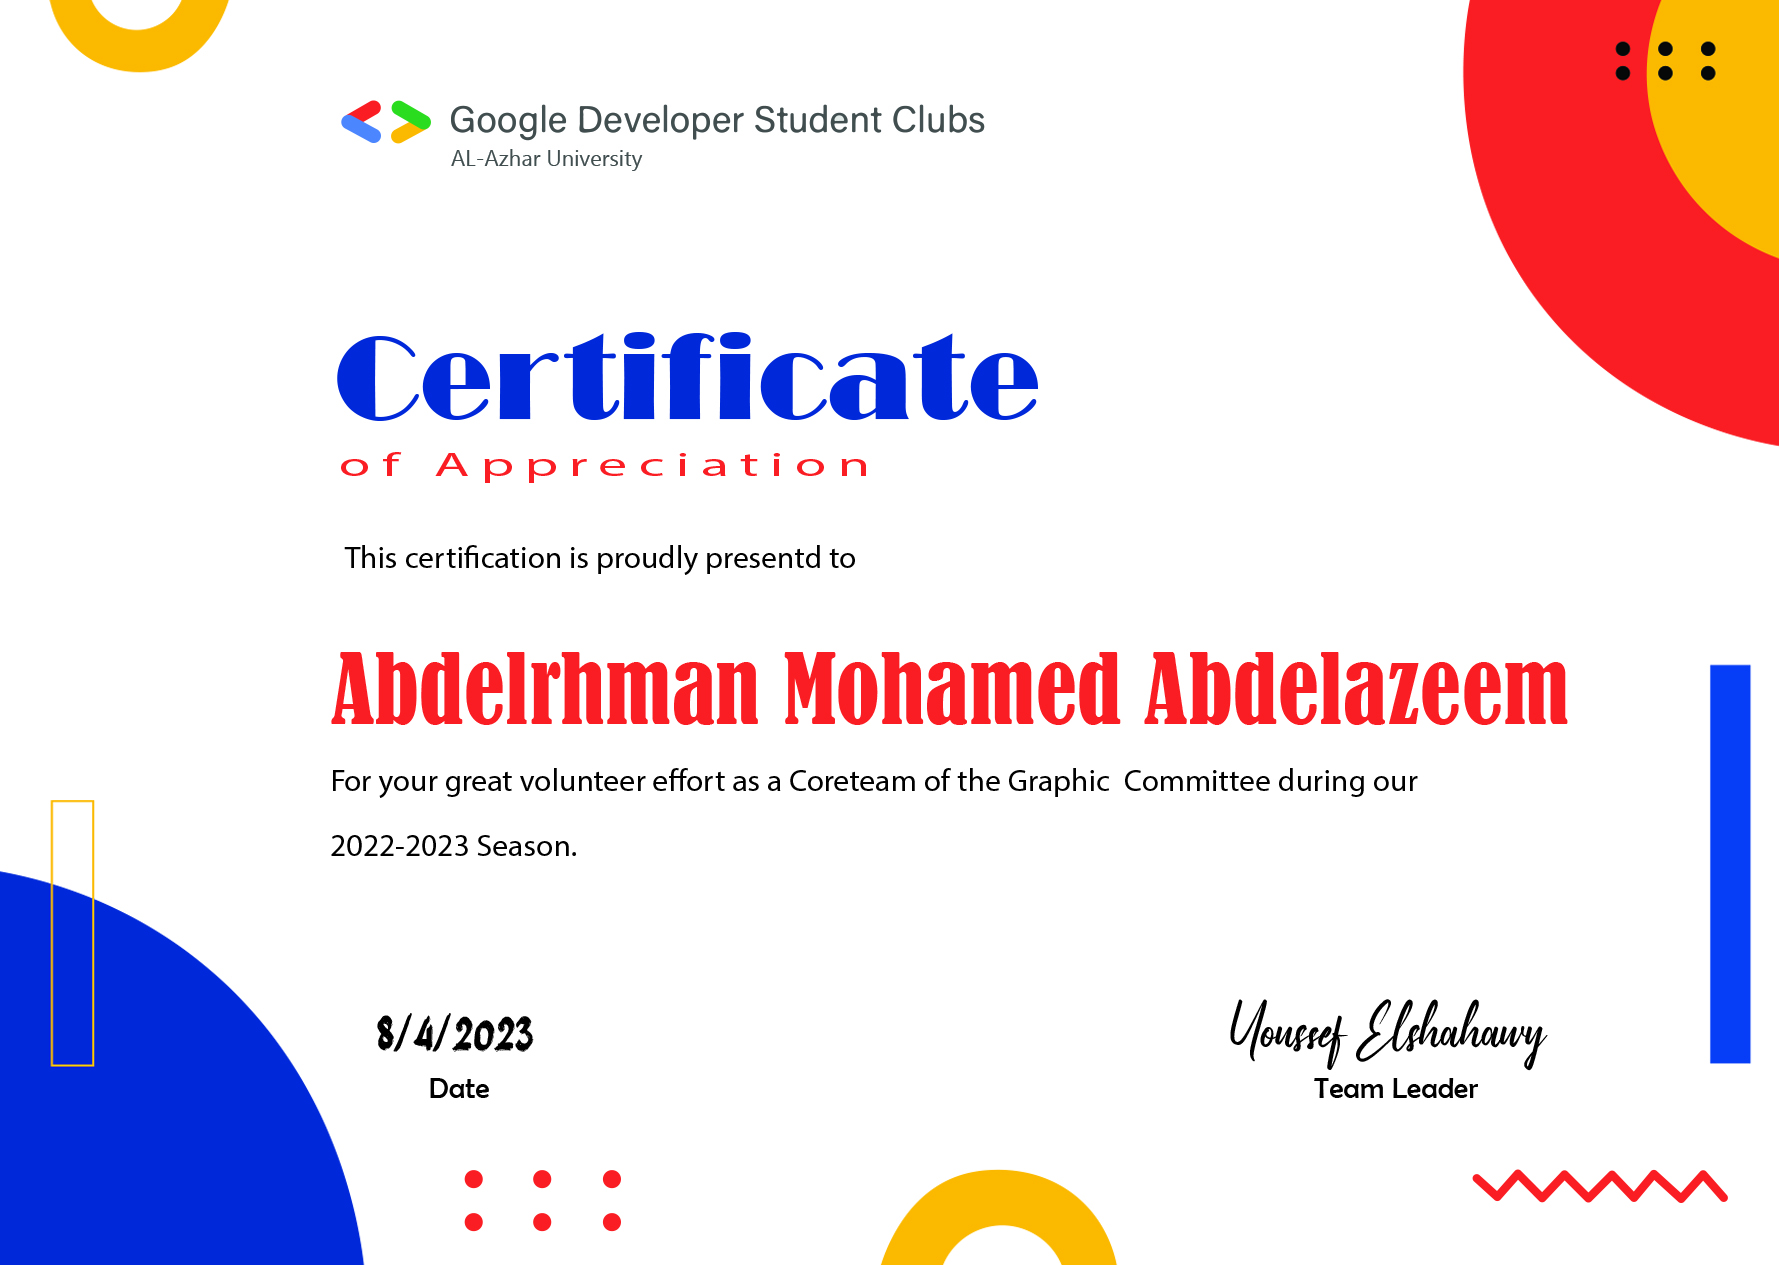 Google Developer Student Clubs
AL-Azhar University
Certificate
of Appreciation
This certification is proudly presentd to
Abdelrhman Mohamed Abdelazeem
For your great volunteer effort as a Coreteam of the Graphic  Committee during our
2022-2023 Season.
8/4/2023
Date
Youssef Elshahawy
Team Leader